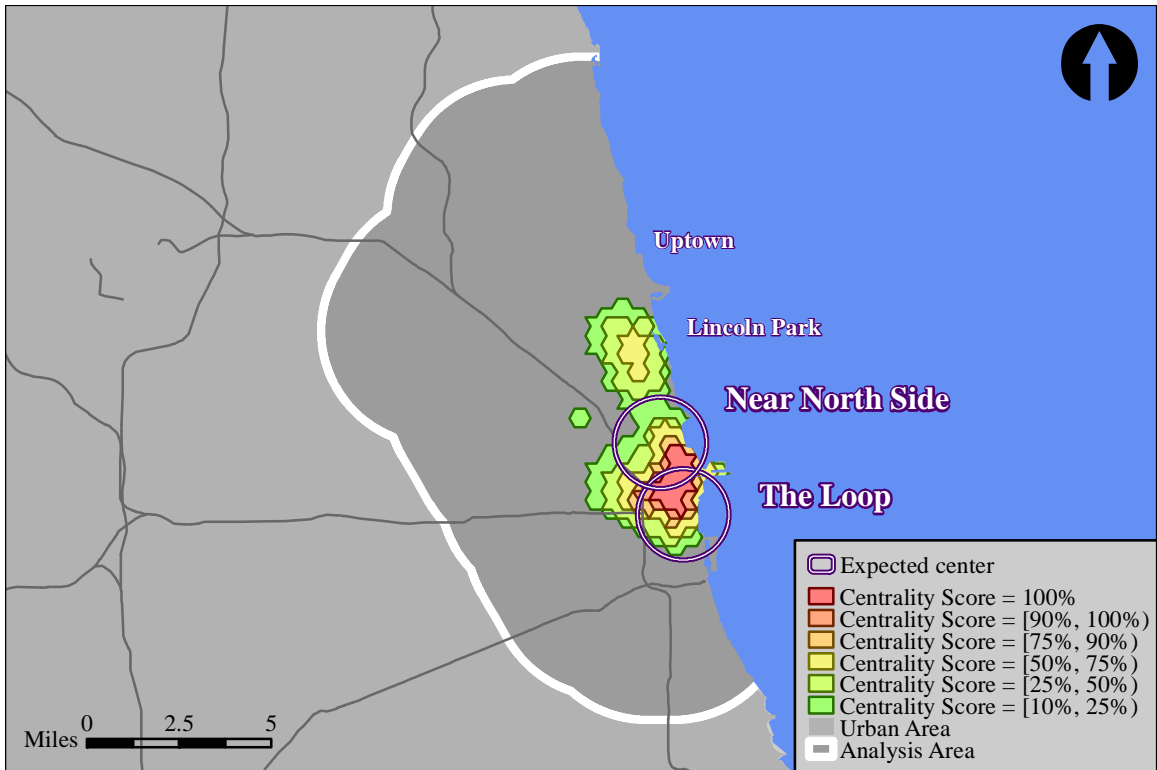 Uptown
Lincoln Park
Near North Side
The Loop
Expected center
Centrality Score = 100%
Centrality Score = [90%, 100%)
Centrality Score = [75%, 90%)
Centrality Score = [50%, 75%)
Centrality Score = [25%, 50%)
Centrality Score = [10%, 25%)
Urban Area
Analysis Area
0 2.5 5
Miles